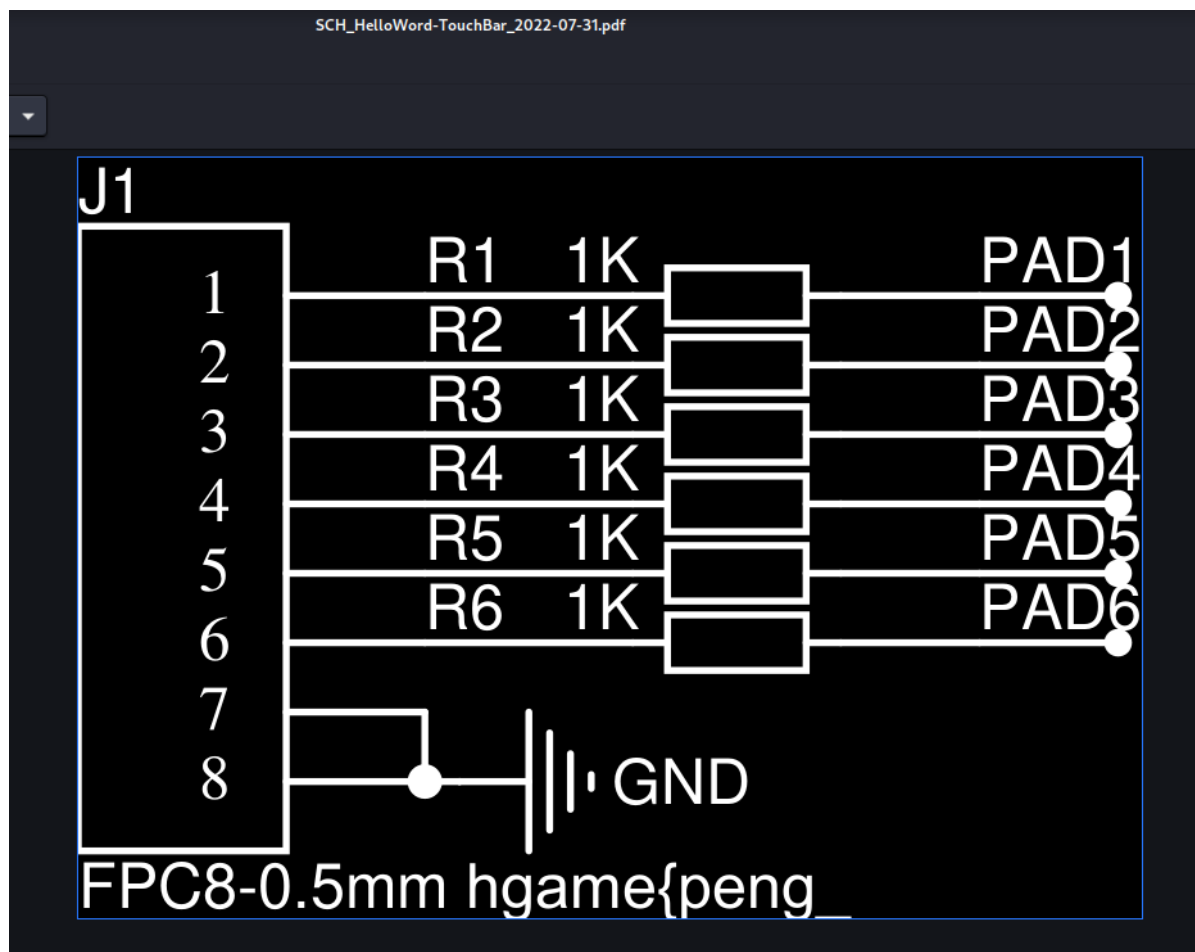 SCH_HelloWord-TouchBar_2022-07-31.pdf
J1
1 R1 1K PAD1
2 R2 1K PAD2
3 R3 1K PAD3
4 R4 1K PAD4
5 R5 1K PAD5
6 R6 1K PAD6
7
8 GND
FPC8-0.5mm hgame{peng_